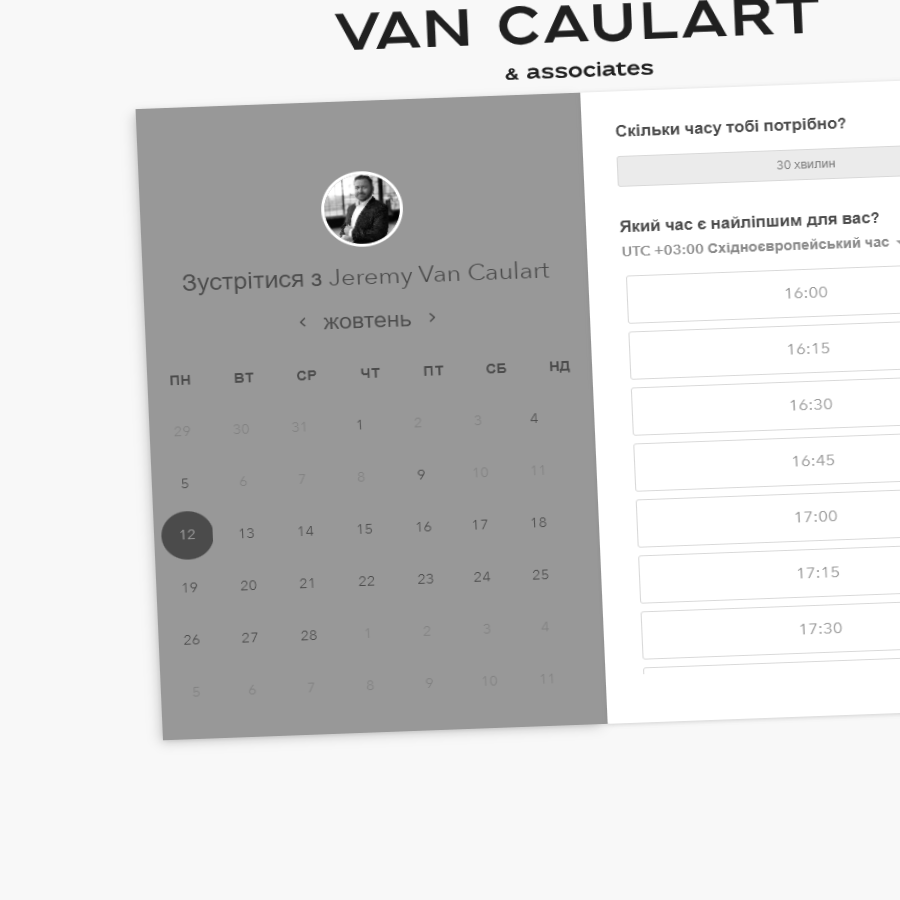 VAN CAULART
& associates
Зустрітися з Jeremy Van Caulart
‹ жовтень ›
ПН ВТ СР ЧТ ПТ СБ НД
29 30 31 1 2 3 4
5 6 7 8 9 10 11
12 13 14 15 16 17 18
19 20 21 22 23 24 25
26 27 28 1 2 3 4
5 6 7 8 9 10 11
Скільки часу тобі потрібно?
30 хвилин
Який час є найліпшим для вас?
UTC +03:00 Східноєвропейський час
16:00
16:15
16:30
16:45
17:00
17:15
17:30